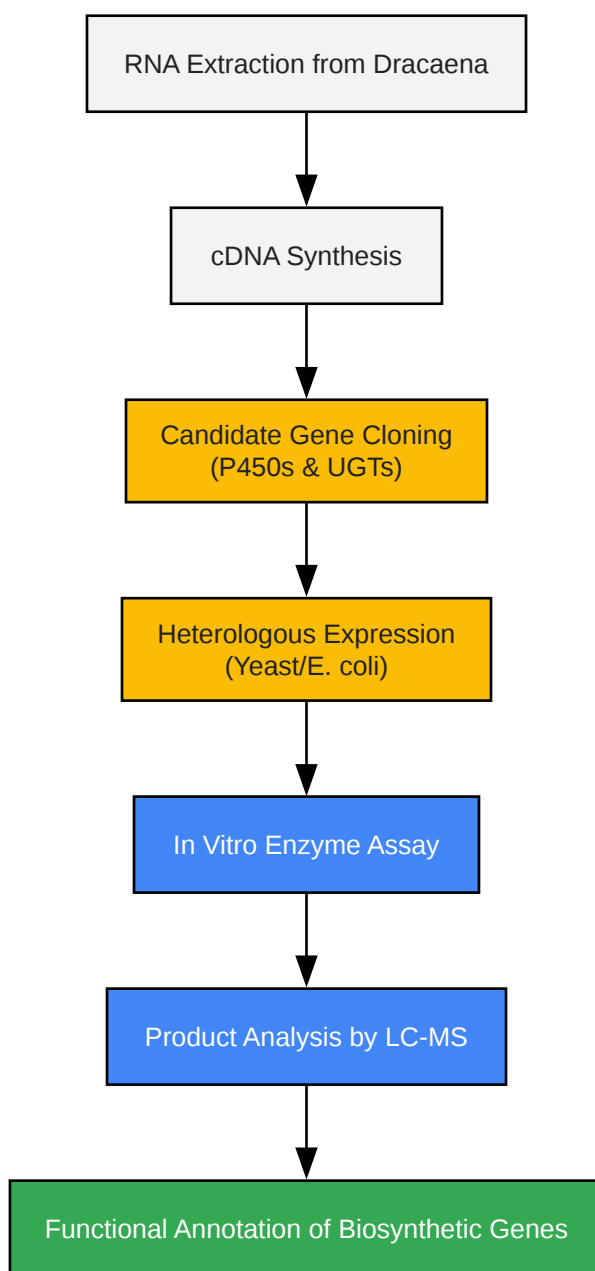 RNA Extraction from Dracaena
cDNA Synthesis
Candidate Gene Cloning
(P450s & UGTs)
Heterologous Expression
(Yeast/E. coli)
In Vitro Enzyme Assay
Product Analysis by LC-MS
Functional Annotation of Biosynthetic Genes